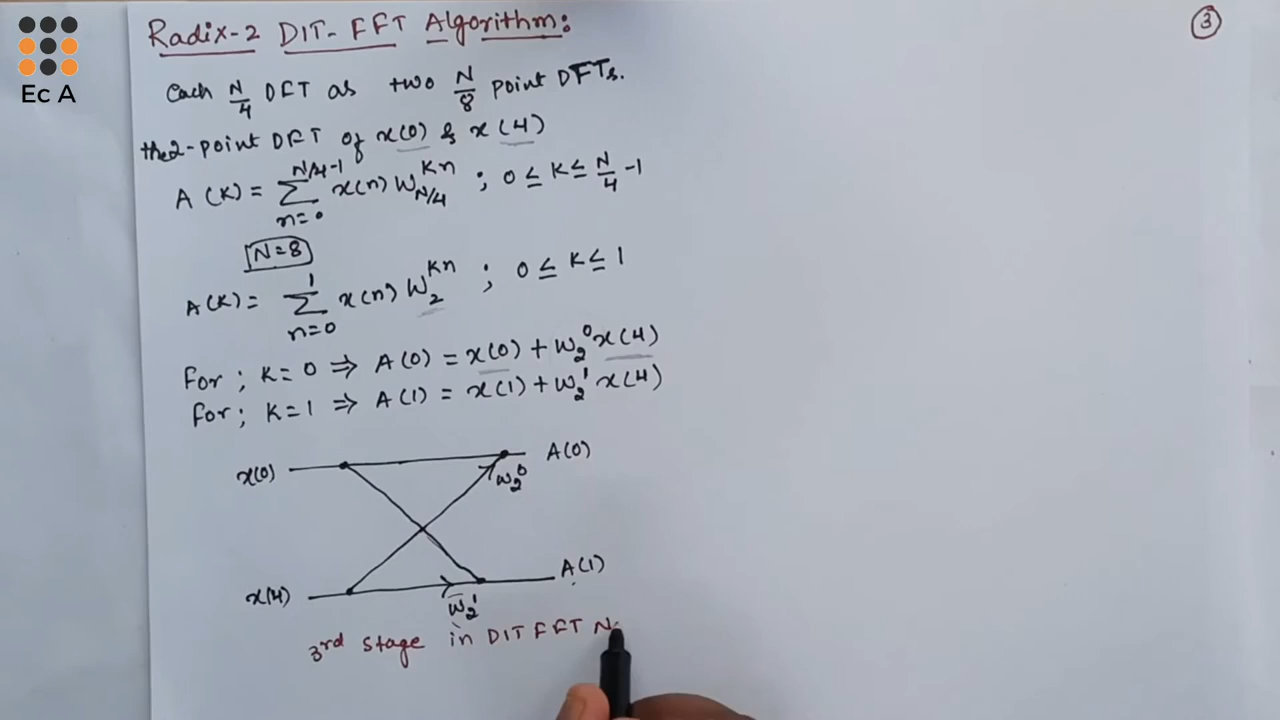 Radix-2 DIT-FFT Algorithm:
3
Ec A
Each N/4 DFT as two N/8 point DFTs.
the 2-point DFT of x(0) & x(4)
A(K) = Σ_{n=0}^{N/4-1} x(n) W_{N/4}^{Kn} ; 0 ≤ K ≤ N/4 -1
N=8
A(K) = Σ_{n=0}^{1} x(n) W_2^{Kn} ; 0 ≤ K ≤ 1
For ; K=0 ⇒ A(0) = x(0) + W_2^0 x(4)
for ; K=1 ⇒ A(1) = x(1) + W_2^1 x(4)
x(0) A(0)
W_2^0
x(4) A(1)
W_2^1
3rd stage in DIT FFT